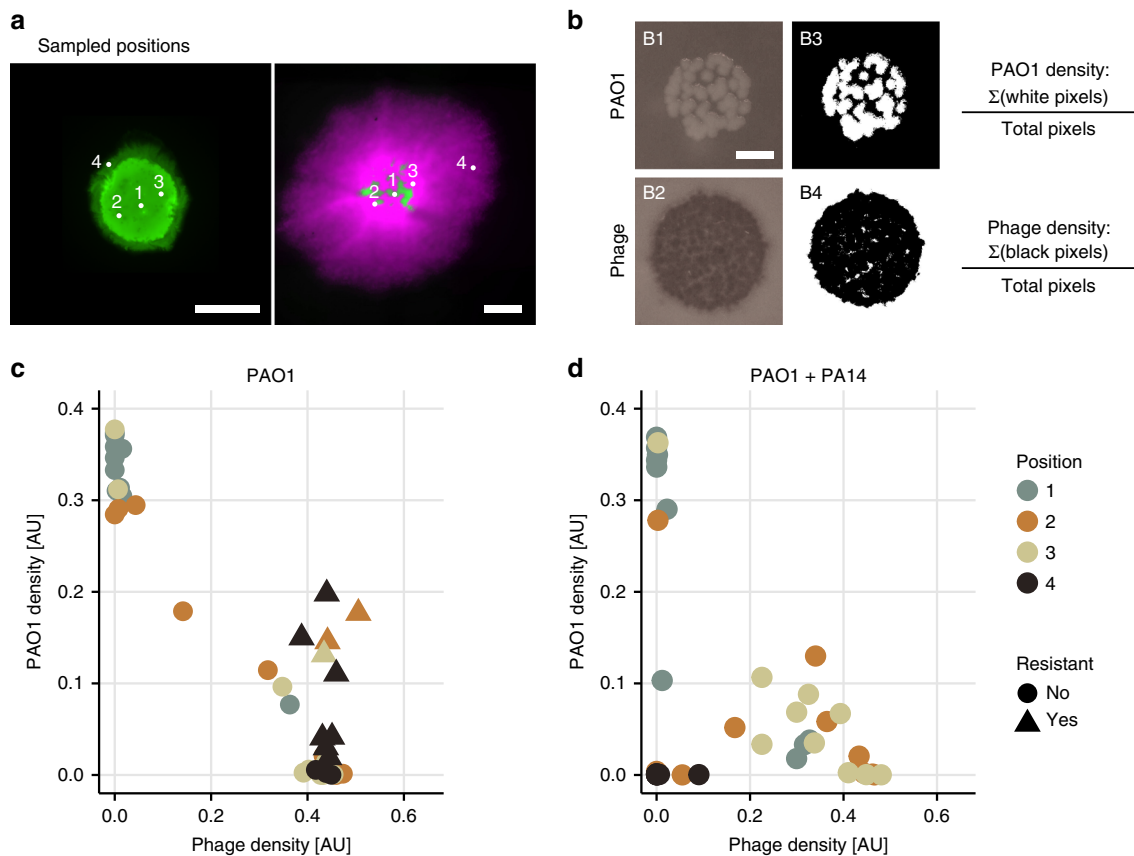 a
Sampled positions
4
3
1
2
4
3
1
2
b
PAO1
B1
B3
PAO1 density:
Σ(white pixels)
Total pixels
Phage
B2
B4
Phage density:
Σ(black pixels)
Total pixels
c
PAO1
PAO1 density [AU]
0.4
0.3
0.2
0.1
0.0
0.0 0.2 0.4 0.6
Phage density [AU]
d
PAO1 + PA14
PAO1 density [AU]
0.4
0.3
0.2
0.1
0.0
0.0 0.2 0.4 0.6
Phage density [AU]
Position
1
2
3
4
Resistant
No
Yes